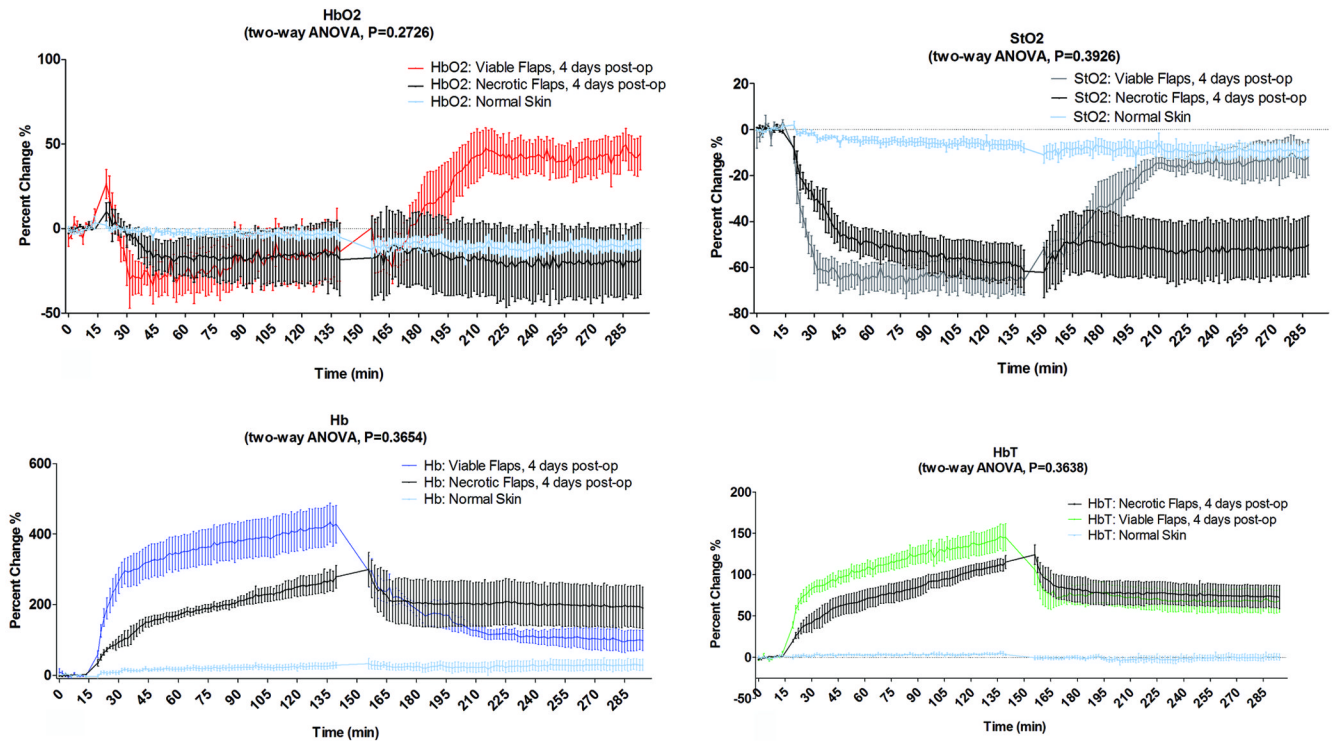 HbO2
(two-way ANOVA, P=0.2726)
100
50
0
-50
Percent Change %
HbO2: Viable Flaps, 4 days post-op
HbO2: Necrotic Flaps, 4 days post-op
HbO2: Normal Skin
0 15 30 45 60 75 90 105 120 135 150 165 180 195 210 225 240 255 270 285
Time (min)
StO2
(two-way ANOVA, P=0.3926)
20
0
-20
-40
-60
-80
Percent Change %
StO2: Viable Flaps, 4 days post-op
StO2: Necrotic Flaps, 4 days post-op
StO2: Normal Skin
0 15 30 45 60 75 90 105 120 135 150 165 180 195 210 225 240 255 270 285
Time (min)
Hb
(two-way ANOVA, P=0.3654)
600
400
200
0
Percent Change %
Hb: Viable Flaps, 4 days post-op
Hb: Necrotic Flaps, 4 days post-op
Hb: Normal Skin
0 15 30 45 60 75 90 105 120 135 150 165 180 195 210 225 240 255 270 285
Time (min)
HbT
(two-way ANOVA, P=0.3638)
200
150
100
50
0
-50
Percent Change %
HbT: Necrotic Flaps, 4 days post-op
HbT: Viable Flaps, 4 days post-op
HbT: Normal Skin
0 15 30 45 60 75 90 105 120 135 150 165 180 195 210 225 240 255 270 285
Time (min)